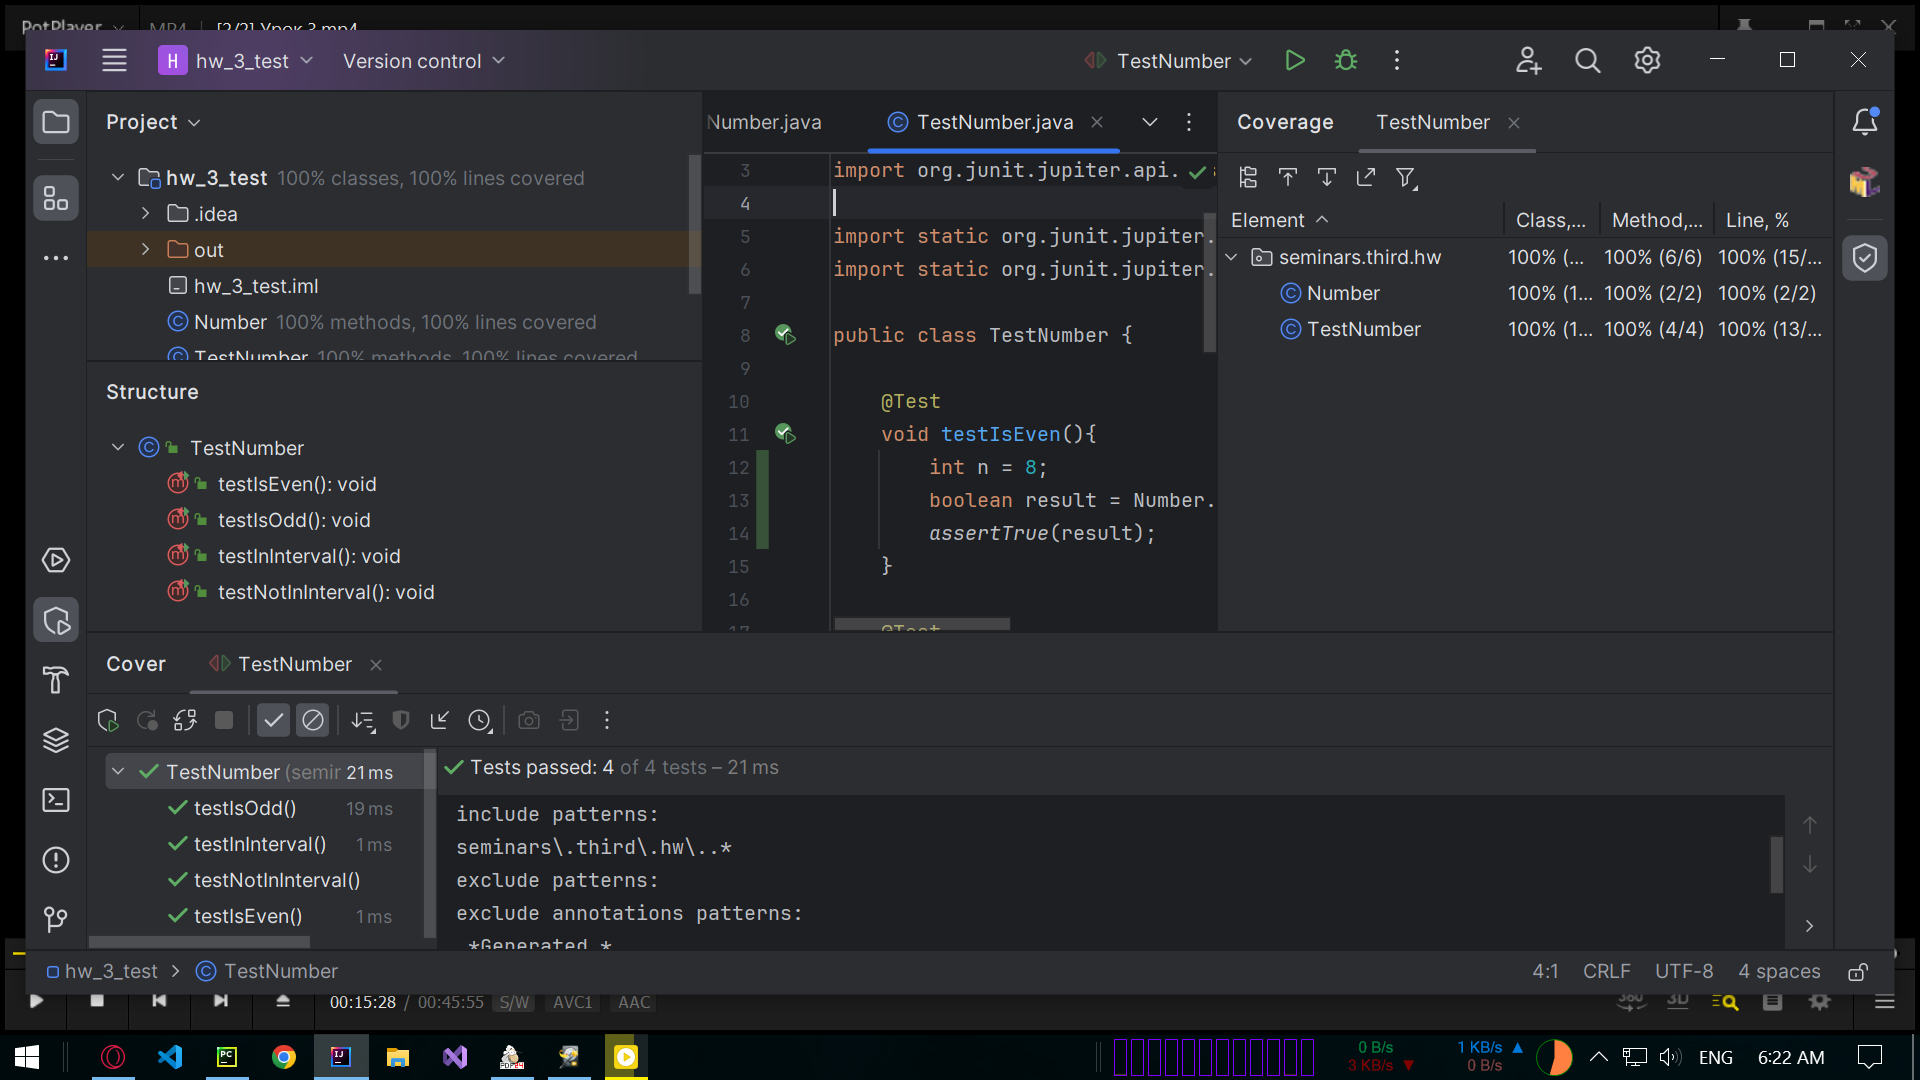 PotPlayer MP4 [2/2] Урок 3.mp4
H hw_3_test Version control TestNumber
Project
hw_3_test 100% classes, 100% lines covered
.idea
out
hw_3_test.iml
Number 100% methods, 100% lines covered
TestNumber 100% methods, 100% lines covered
Structure
TestNumber
testIsEven(): void
testIsOdd(): void
testInInterval(): void
testNotInInterval(): void
Number.java TestNumber.java
3 import org.junit.jupiter.api.
4
5 import static org.junit.jupiter.
6 import static org.junit.jupiter.
7
8 public class TestNumber {
9
10 @Test
11 void testIsEven(){
12 int n = 8;
13 boolean result = Number.
14 assertTrue(result);
15 }
16
17 @Test
Coverage TestNumber
Element Class,... Method,... Line, %
seminars.third.hw 100% (... 100% (6/6) 100% (15/...
Number 100% (1... 100% (2/2) 100% (2/2)
TestNumber 100% (1... 100% (4/4) 100% (13/...
Cover TestNumber
TestNumber (semir 21 ms
testIsOdd() 19 ms
testInInterval() 1 ms
testNotInInterval()
testIsEven() 1 ms
Tests passed: 4 of 4 tests – 21 ms
include patterns:
seminars\.third\.hw\..*
exclude patterns:
exclude annotations patterns:
*Generated.*
hw_3_test > TestNumber
4:1 CRLF UTF-8 4 spaces
00:15:28 / 00:45:55 S/W AVC1 AAC
360 3D
0 B/s
3 KB/s
1 KB/s
0 B/s
ENG 6:22 AM